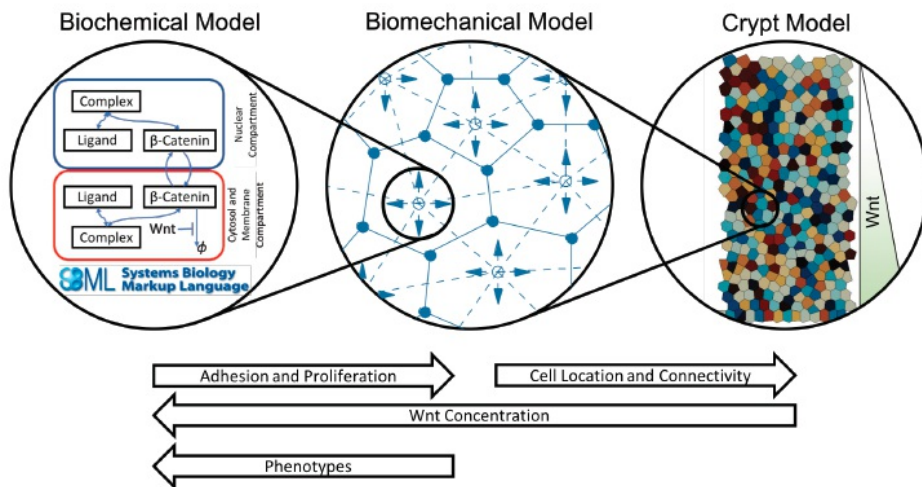 Biochemical Model
Biomechanical Model
Crypt Model
Complex
Ligand
β-Catenin
Nuclear
Compartment
Ligand
β-Catenin
Complex
Wnt
ϕ
Cytosol and
Membrane
Compartment
ML Systems Biology
Markup Language
Wnt
Adhesion and Proliferation
Cell Location and Connectivity
Wnt Concentration
Phenotypes